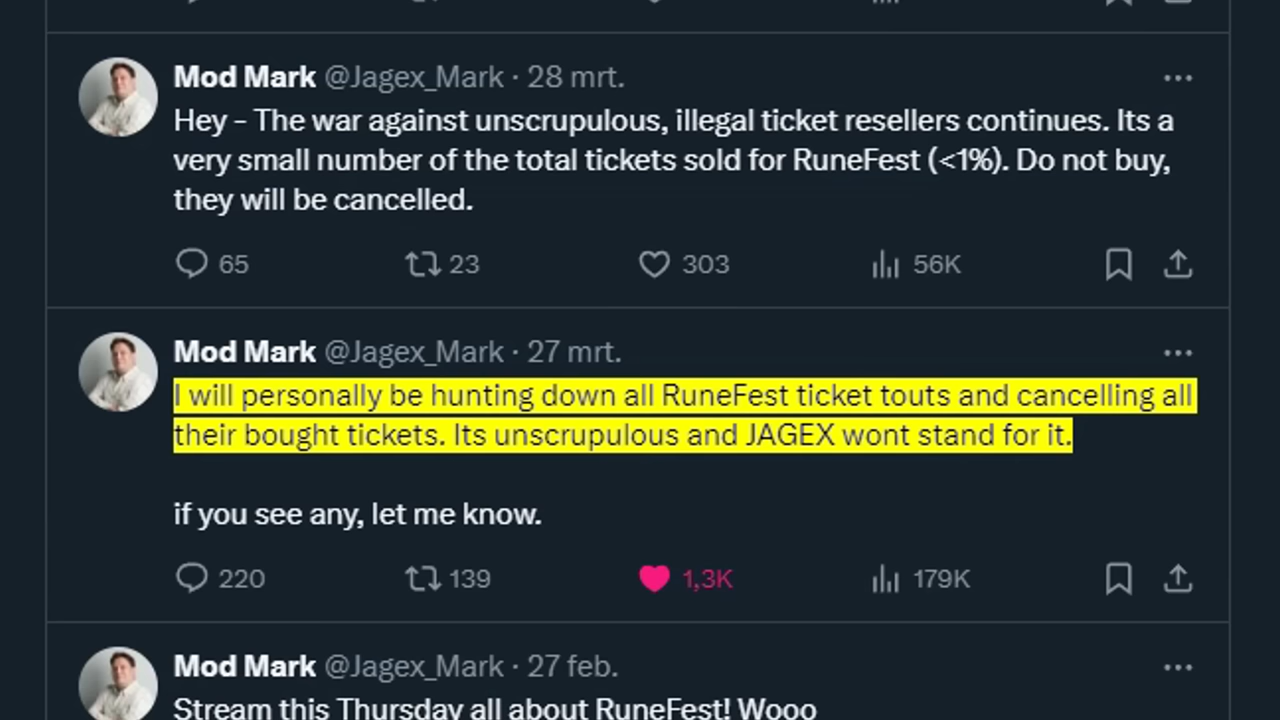 Mod Mark @Jagex_Mark · 28 mrt.
Hey - The war against unscrupulous, illegal ticket resellers continues. Its a
very small number of the total tickets sold for RuneFest (<1%). Do not buy,
they will be cancelled.
65 23 303 56K
Mod Mark @Jagex_Mark · 27 mrt.
I will personally be hunting down all RuneFest ticket touts and cancelling all
their bought tickets. Its unscrupulous and JAGEX wont stand for it.
if you see any, let me know.
220 139 1,3K 179K
Mod Mark @Jagex_Mark · 27 feb.
Stream this Thursday all about RuneFest! Wooo